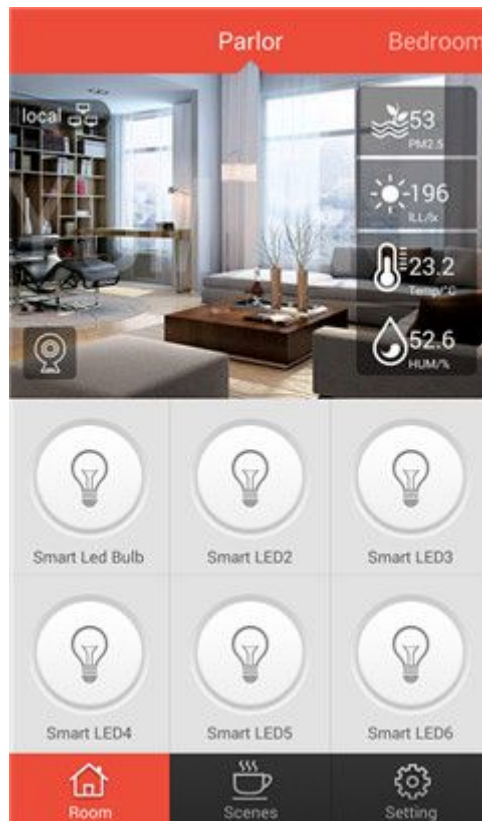 Parlor Bedroom
local
53
PM2.5
196
ILL/lx
23.2
Temp/°C
52.6
HUM/%
Smart Led Bulb Smart LED2 Smart LED3
Smart LED4 Smart LED5 Smart LED6
Room Scenes Setting